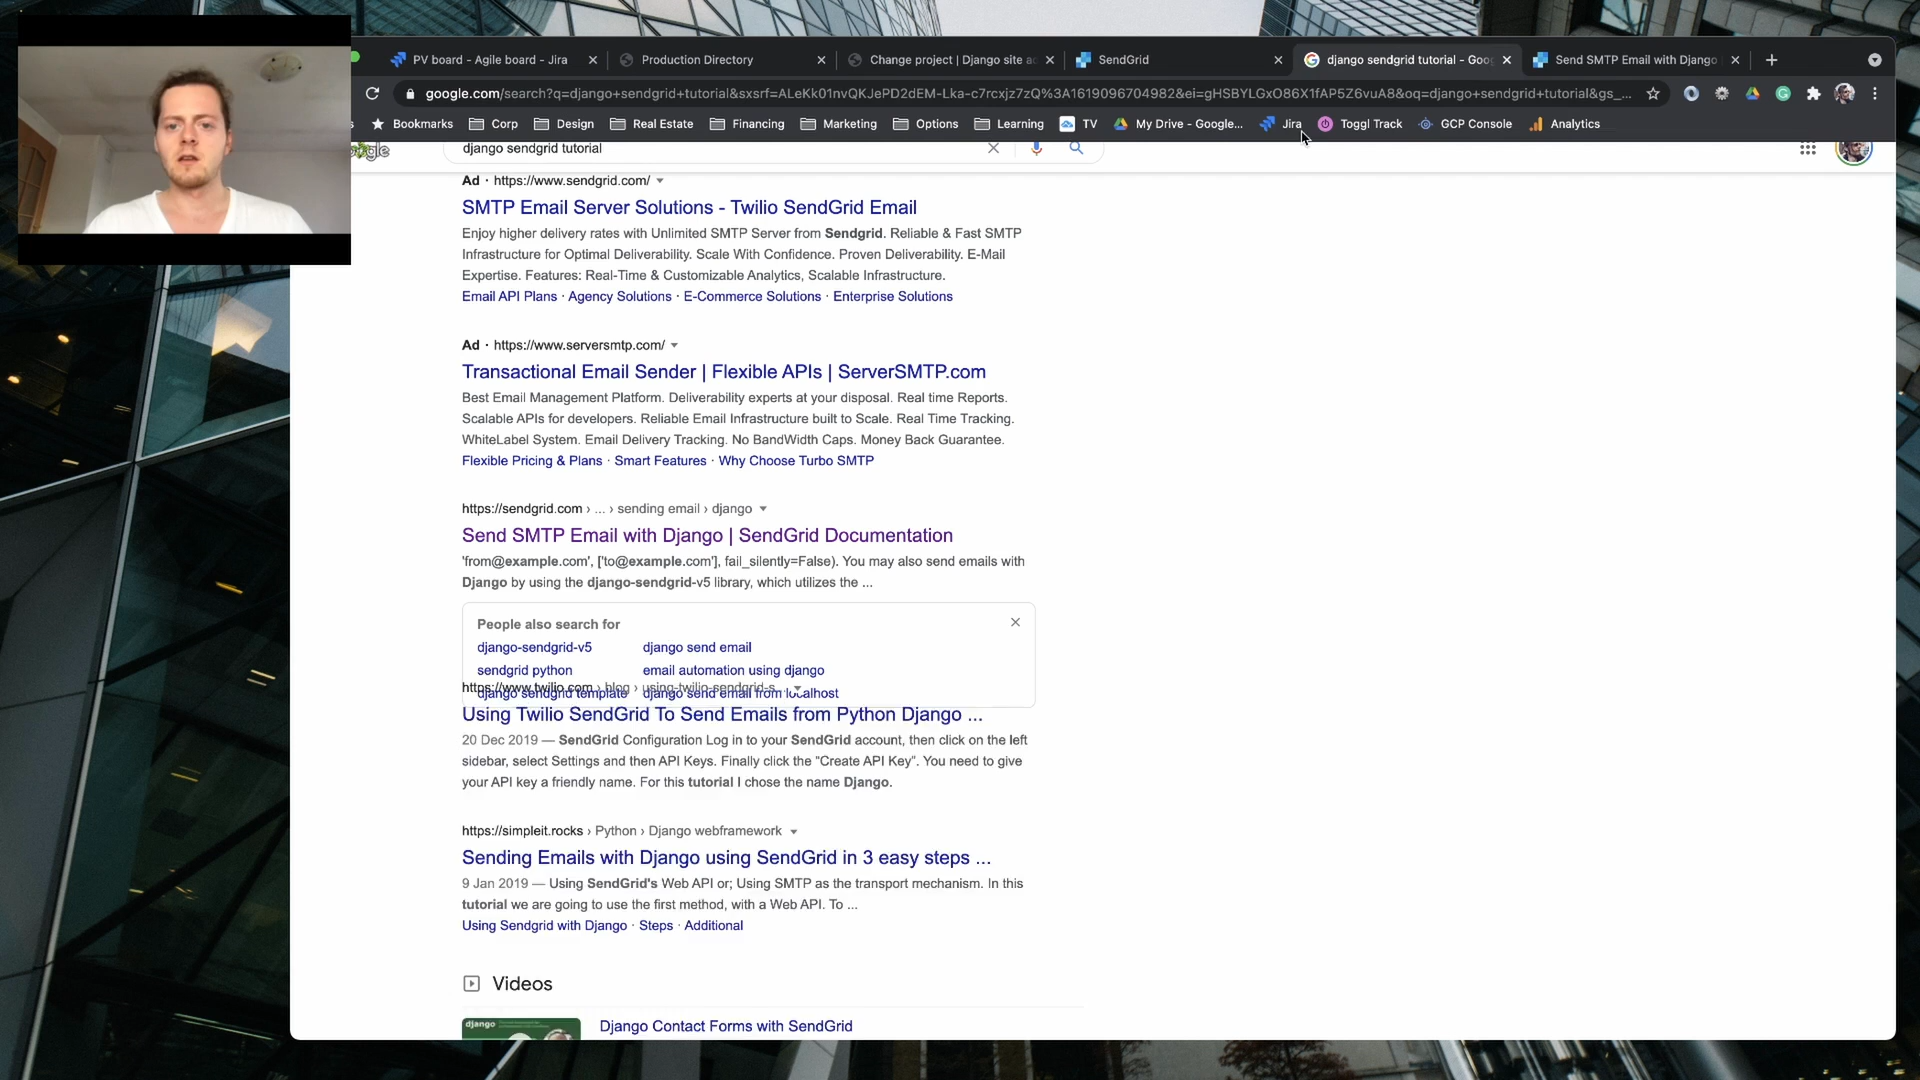 PV board - Agile board - Jira
Production Directory
Change project | Django site a
SendGrid
django sendgrid tutorial - Goo
Send SMTP Email with Django
google.com/search?q=django+sendgrid+tutorial&sxsrf=ALeKk01nvQKJePD2dEM-Lka-c7rcxjz7zQ%3A1619096704982&ei=gHSBYLGxO86X1fAP5Z6vuA8&oq=django+sendgrid+tutorial&gs_...
s
Bookmarks
Corp
Design
Real Estate
Financing
Marketing
Options
Learning
TV
My Drive - Google...
Jira
Toggl Track
GCP Console
Analytics
django sendgrid tutorial
Ad · https://www.sendgrid.com/
SMTP Email Server Solutions - Twilio SendGrid Email
Enjoy higher delivery rates with Unlimited SMTP Server from Sendgrid. Reliable & Fast SMTP
Infrastructure for Optimal Deliverability. Scale With Confidence. Proven Deliverability. E-Mail
Expertise. Features: Real-Time & Customizable Analytics, Scalable Infrastructure.
Email API Plans · Agency Solutions · E-Commerce Solutions · Enterprise Solutions
Ad · https://www.serversmtp.com/
Transactional Email Sender | Flexible APIs | ServerSMTP.com
Best Email Management Platform. Deliverability experts at your disposal. Real time Reports.
Scalable APIs for developers. Reliable Email Infrastructure built to Scale. Real Time Tracking.
WhiteLabel System. Email Delivery Tracking. No BandWidth Caps. Money Back Guarantee.
Flexible Pricing & Plans · Smart Features · Why Choose Turbo SMTP
https://sendgrid.com › ... › sending email › django
Send SMTP Email with Django | SendGrid Documentation
'from@example.com', ['to@example.com'], fail_silently=False). You may also send emails with
Django by using the django-sendgrid-v5 library, which utilizes the ...
People also search for
django-sendgrid-v5
django send email
sendgrid python
email automation using django
django sendgrid template
django send email from localhost
https://www.twilio.com › blog › using-twilio-sendgrid-s...
Using Twilio SendGrid To Send Emails from Python Django ...
20 Dec 2019 — SendGrid Configuration Log in to your SendGrid account, then click on the left
sidebar, select Settings and then API Keys. Finally click the “Create API Key”. You need to give
your API key a friendly name. For this tutorial I chose the name Django.
https://simpleit.rocks › Python › Django webframework
Sending Emails with Django using SendGrid in 3 easy steps ...
9 Jan 2019 — Using SendGrid's Web API or; Using SMTP as the transport mechanism. In this
tutorial we are going to use the first method, with a Web API. To ...
Using Sendgrid with Django · Steps · Additional
Videos
django
Django Contact Forms with SendGrid